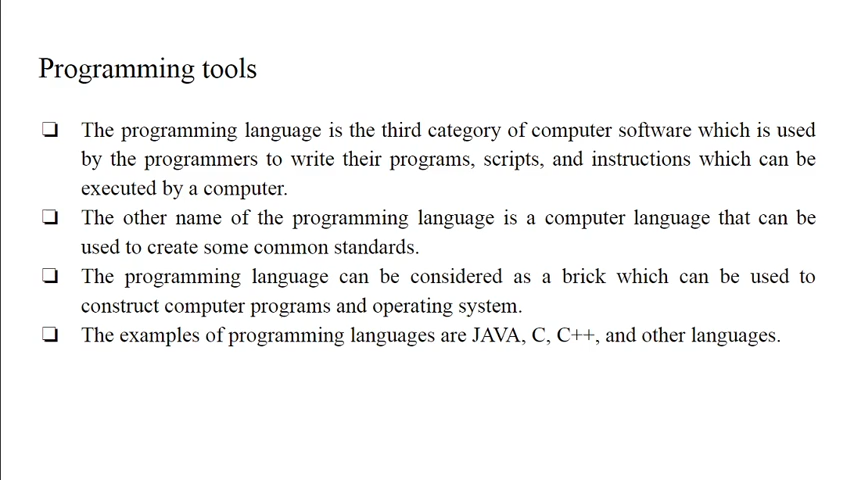 Programming tools
❑ The programming language is the third category of computer software which is used
by the programmers to write their programs, scripts, and instructions which can be
executed by a computer.
❑ The other name of the programming language is a computer language that can be
used to create some common standards.
❑ The programming language can be considered as a brick which can be used to
construct computer programs and operating system.
❑ The examples of programming languages are JAVA, C, C++, and other languages.